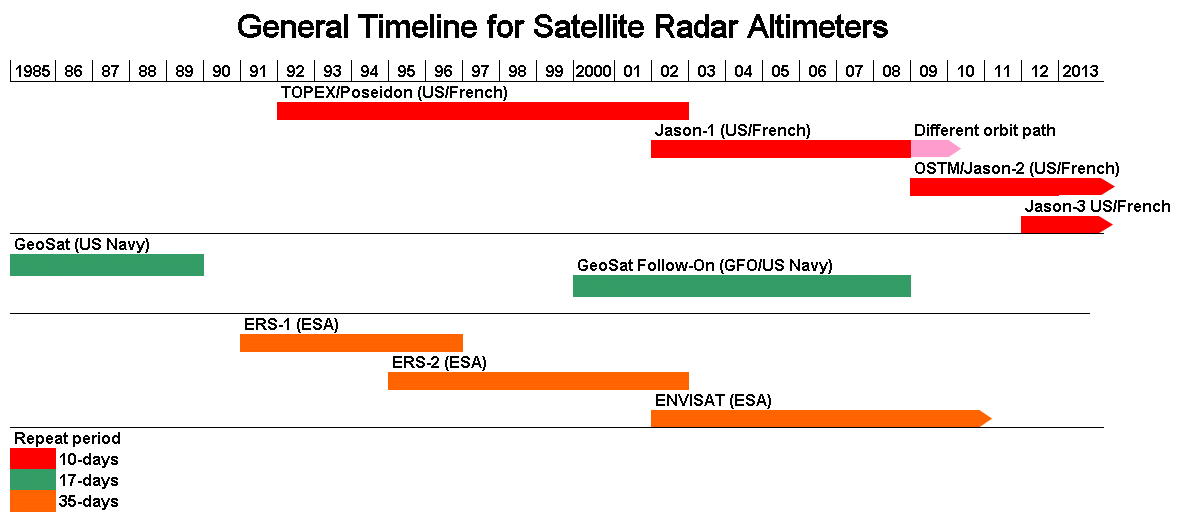 General Timeline for Satellite Radar Altimeters
1985 86 87 88 89 90 91 92 93 94 95 96 97 98 99 2000 01 02 03 04 05 06 07 08 09 10 11 12 2013
TOPEX/Poseidon (US/French)
Jason-1 (US/French) Different orbit path
OSTM/Jason-2 (US/French)
Jason-3 US/French
GeoSat (US Navy)
GeoSat Follow-On (GFO/US Navy)
ERS-1 (ESA)
ERS-2 (ESA)
ENVISAT (ESA)
Repeat period
10-days
17-days
35-days